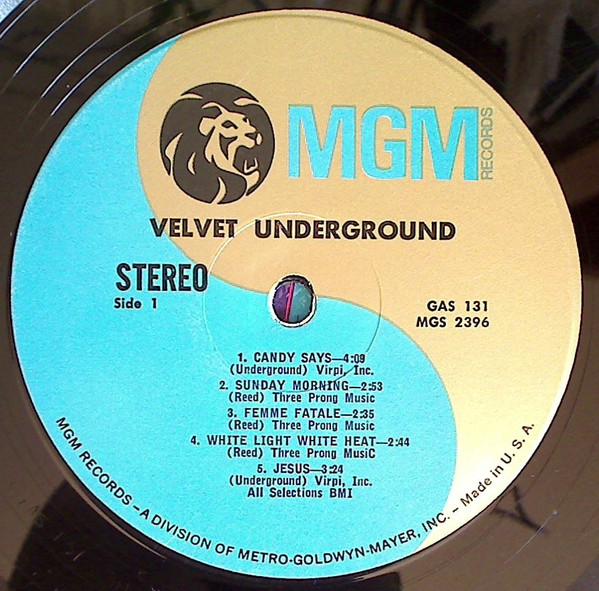 MGM
RECORDS
VELVET UNDERGROUND
STEREO
Side 1
GAS 131
MGS 2396
1. CANDY SAYS—4:09
(Underground) Virpi, Inc.
2. SUNDAY MORNING—2:53
(Reed) Three Prong Music
3. FEMME FATALE—2:35
(Reed) Three Prong Music
4. WHITE LIGHT WHITE HEAT—2:44
(Reed) Three Prong MusiC
5. JESUS—3:24
(Underground) Virpi, Inc.
All Selections BMI
MGM RECORDS – A DIVISION OF METRO-GOLDWYN-MAYER, INC. – Made in U. S. A.